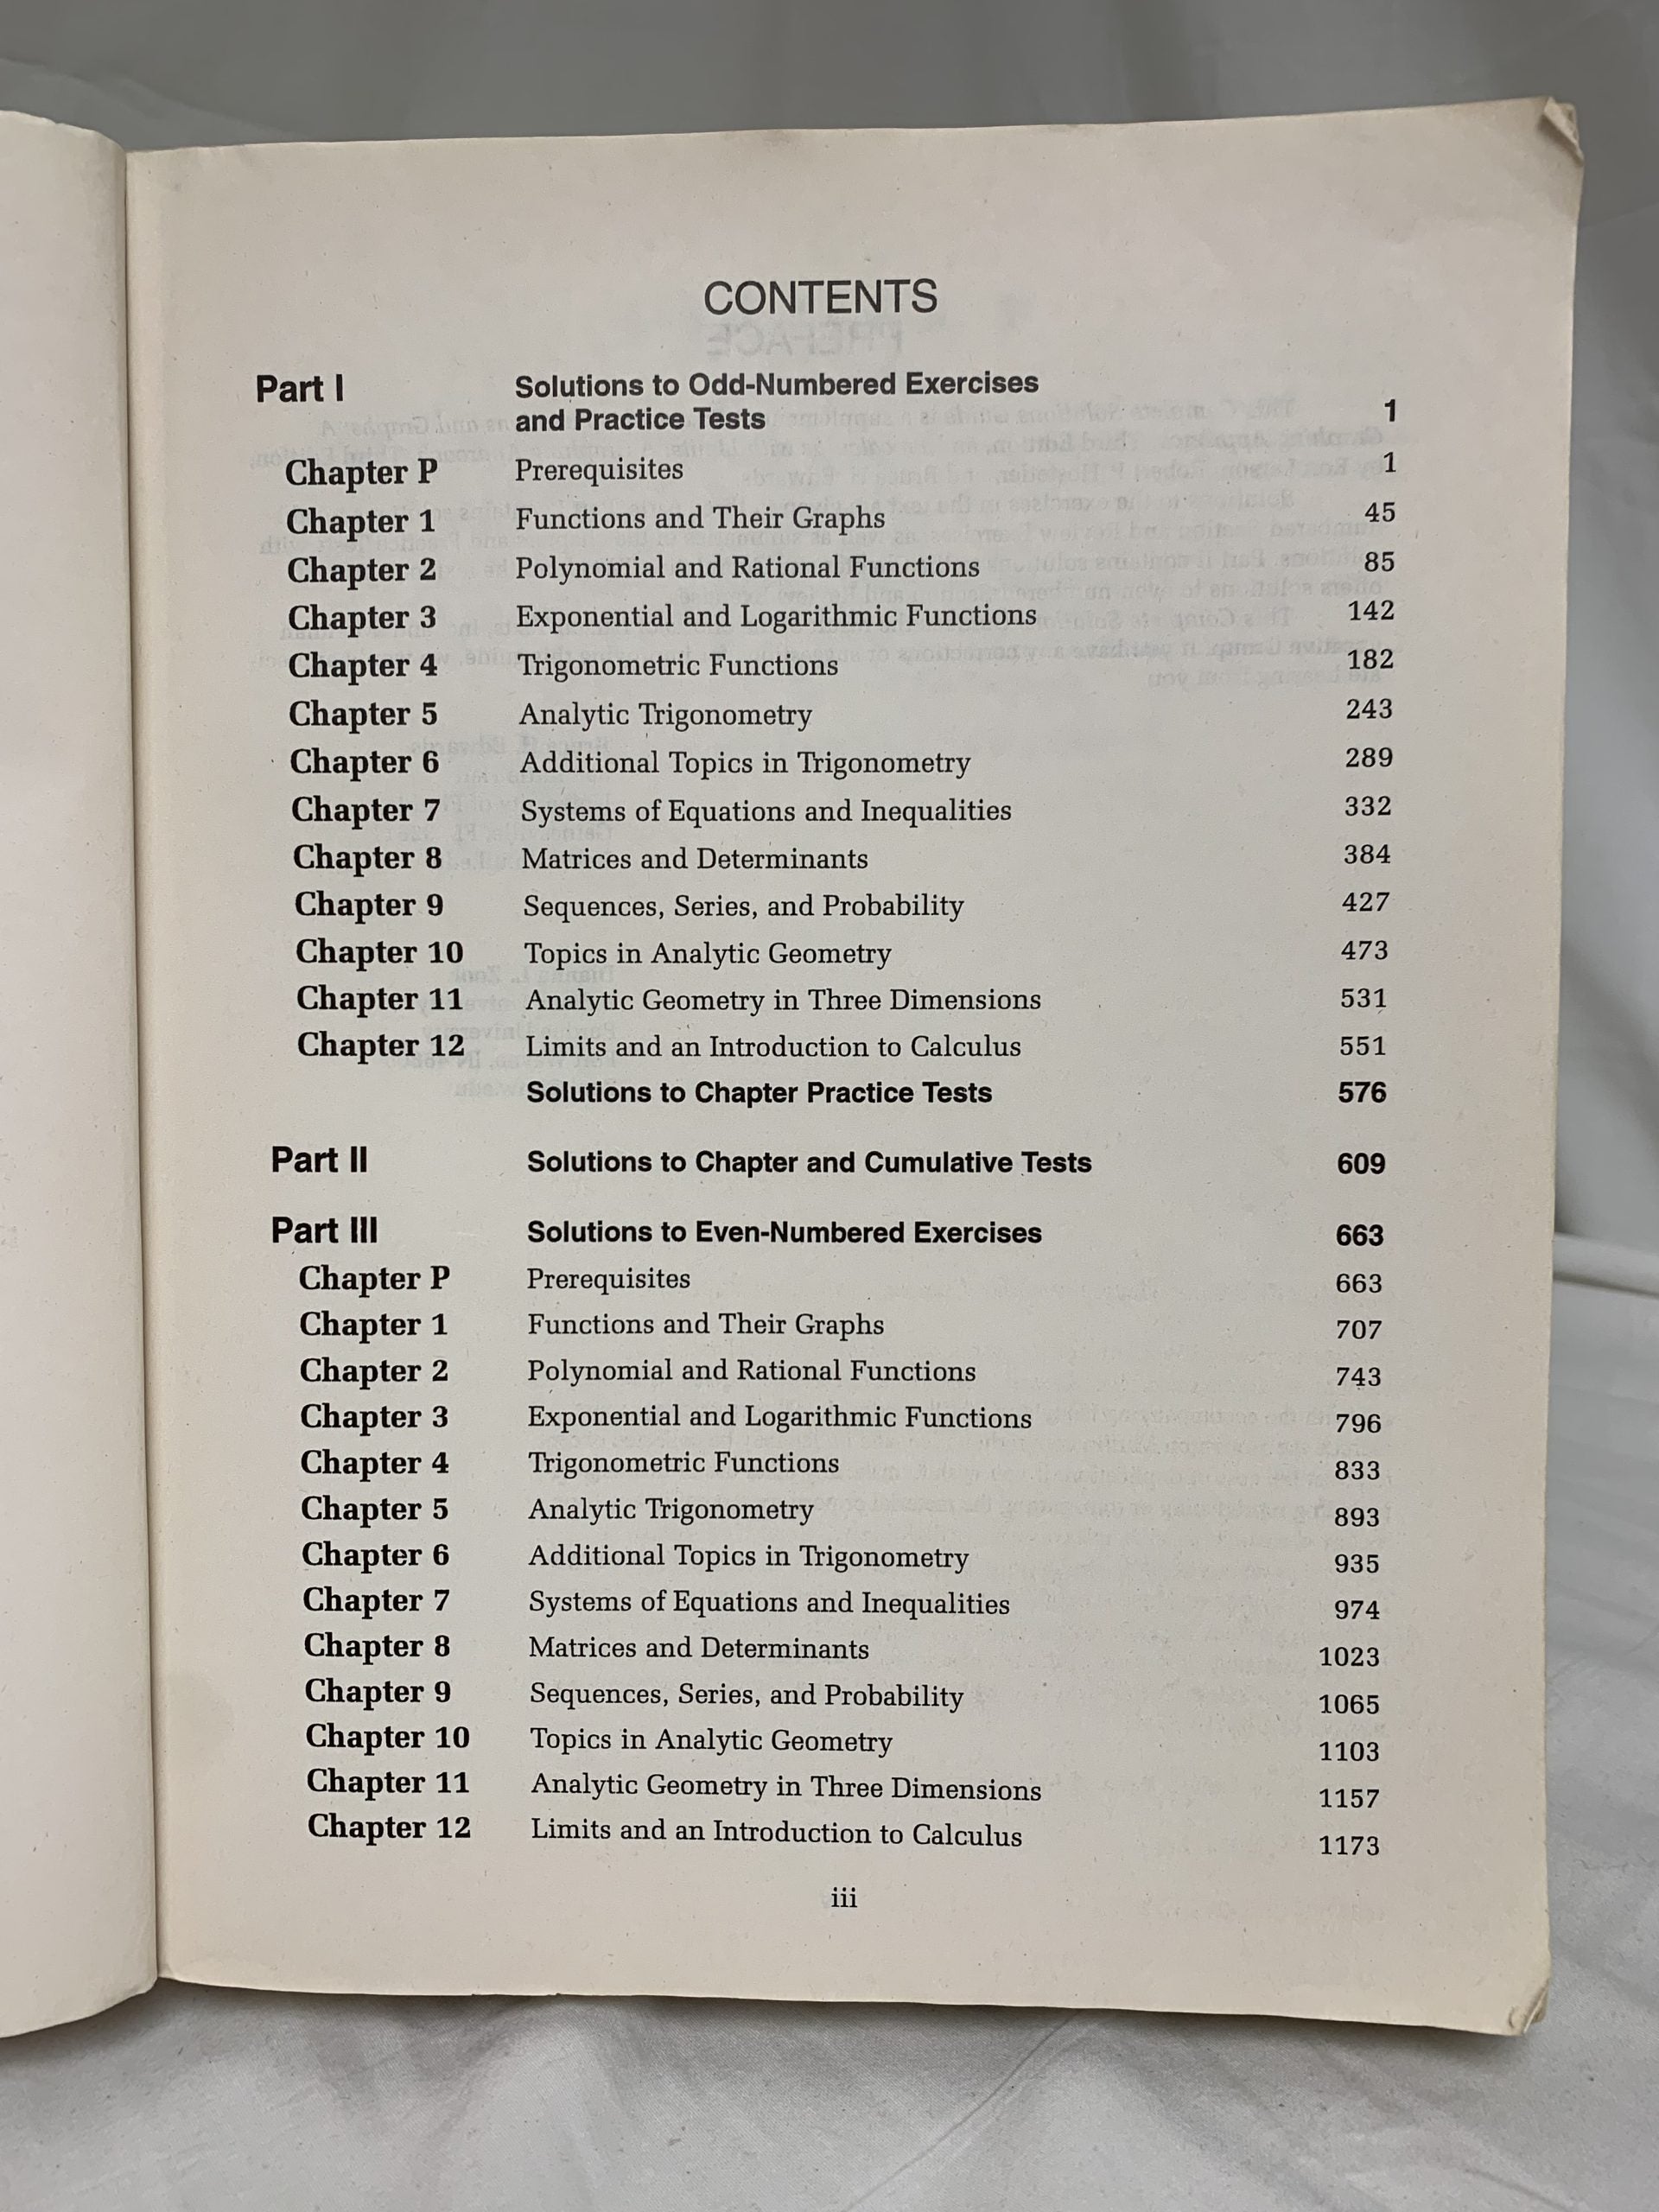 CONTENTS
Part I Solutions to Odd-Numbered Exercises
and Practice Tests 1
Chapter P Prerequisites 1
Chapter 1 Functions and Their Graphs 45
Chapter 2 Polynomial and Rational Functions 85
Chapter 3 Exponential and Logarithmic Functions 142
Chapter 4 Trigonometric Functions 182
Chapter 5 Analytic Trigonometry 243
Chapter 6 Additional Topics in Trigonometry 289
Chapter 7 Systems of Equations and Inequalities 332
Chapter 8 Matrices and Determinants 384
Chapter 9 Sequences, Series, and Probability 427
Chapter 10 Topics in Analytic Geometry 473
Chapter 11 Analytic Geometry in Three Dimensions 531
Chapter 12 Limits and an Introduction to Calculus 551
Solutions to Chapter Practice Tests 576
Part II Solutions to Chapter and Cumulative Tests 609
Part III Solutions to Even-Numbered Exercises 663
Chapter P Prerequisites 663
Chapter 1 Functions and Their Graphs 707
Chapter 2 Polynomial and Rational Functions 743
Chapter 3 Exponential and Logarithmic Functions 796
Chapter 4 Trigonometric Functions 833
Chapter 5 Analytic Trigonometry 893
Chapter 6 Additional Topics in Trigonometry 935
Chapter 7 Systems of Equations and Inequalities 974
Chapter 8 Matrices and Determinants 1023
Chapter 9 Sequences, Series, and Probability 1065
Chapter 10 Topics in Analytic Geometry 1103
Chapter 11 Analytic Geometry in Three Dimensions 1157
Chapter 12 Limits and an Introduction to Calculus 1173
iii